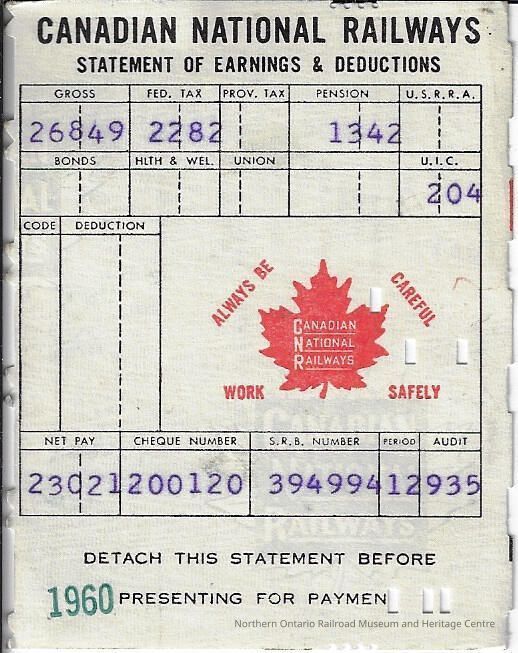 CANADIAN NATIONAL RAILWAYS
STATEMENT OF EARNINGS & DEDUCTIONS
GROSS FED. TAX PROV. TAX PENSION U.S.R.R.A.
26849 2282 1342
BONDS HLTH & WEL. UNION U.I.C.
204
CODE DEDUCTION
ALWAYS BE CAREFUL
CANADIAN
NATIONAL
RAILWAYS
WORK SAFELY
NET PAY CHEQUE NUMBER S.R.B. NUMBER PERIOD AUDIT
23021 200120 394994 12 935
DETACH THIS STATEMENT BEFORE
1960 PRESENTING FOR PAYMEN
Northern Ontario Railroad Museum and Heritage Centre